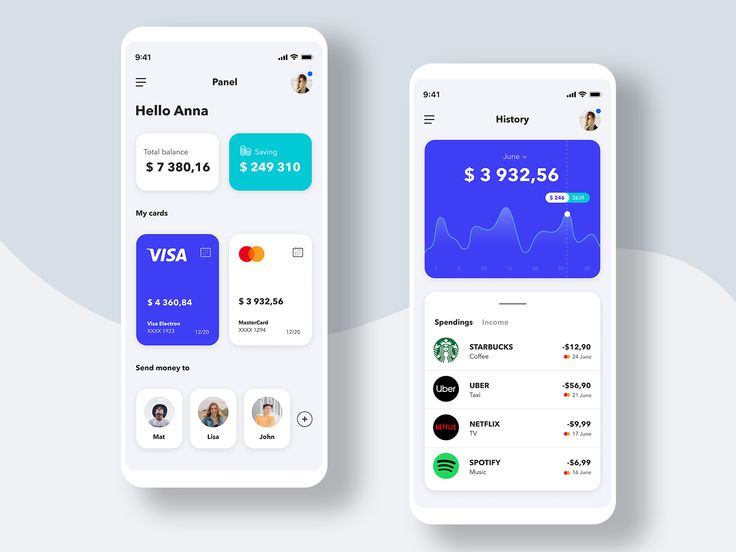 9:41
Panel
Hello Anna
Total balance
$ 7 380,16
Saving
$ 249 310
My cards
VISA
$ 4 360,84
Visa Electron
XXXX 1923
12/20
$ 3 932,56
MasterCard
XXXX 1294
12/20
Send money to
Mat
Lisa
John
9:41
History
June
$ 3 932,56
$ 246
26.VI
1 5 10 15 20 25 30
Spendings Income
STARBUCKS
Coffee
-$12,90
24 June
Uber
UBER
Taxi
-$56,90
21 June
NETFLIX
NETFLIX
TV
-$9,99
17 June
SPOTIFY
Music
-$6,99
16 June